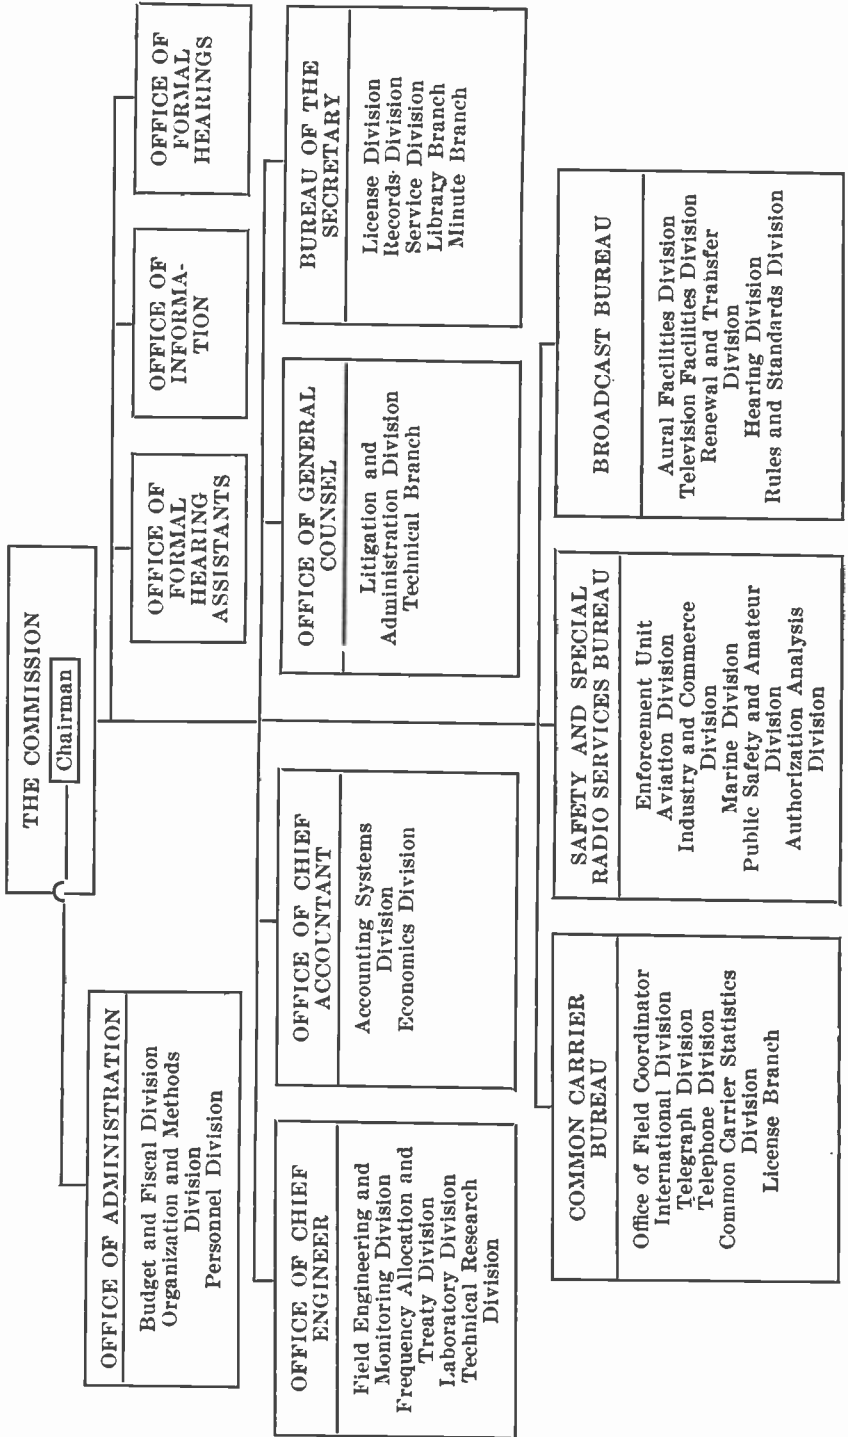 THE COMMISSION
Chairman
OFFICE OF ADMINISTRATION
Budget and Fiscal Division
Organization and Methods
Division
Personnel Division
OFFICE OF
FORMAL
HEARING
ASSISTANTS
OFFICE OF
INFORMA-
TION
OFFICE OF
FORMAL
HEARINGS
OFFICE OF CHIEF
ENGINEER
Field Engineering and
Monitoring Division
Frequency Allocation and
Treaty Division
Laboratory Division
Technical Research
Division
OFFICE OF CHIEF
ACCOUNTANT
Accounting Systems
Division
Economics Division
OFFICE OF GENERAL
COUNSEL
Litigation and
Administration Division
Technical Branch
BUREAU OF THE
SECRETARY
License Division
Records Division
Service Division
Library Branch
Minute Branch
COMMON CARRIER
BUREAU
Office of Field Coordinator
International Division
Telegraph Division
Telephone Division
Common Carrier Statistics
Division
License Branch
SAFETY AND SPECIAL
RADIO SERVICES BUREAU
Enforcement Unit
Aviation Division
Industry and Commerce
Division
Marine Division
Public Safety and Amateur
Division
Authorization Analysis
Division
BROADCAST BUREAU
Aural Facilities Division
Television Facilities Division
Renewal and Transfer
Division
Hearing Division
Rules and Standards Division